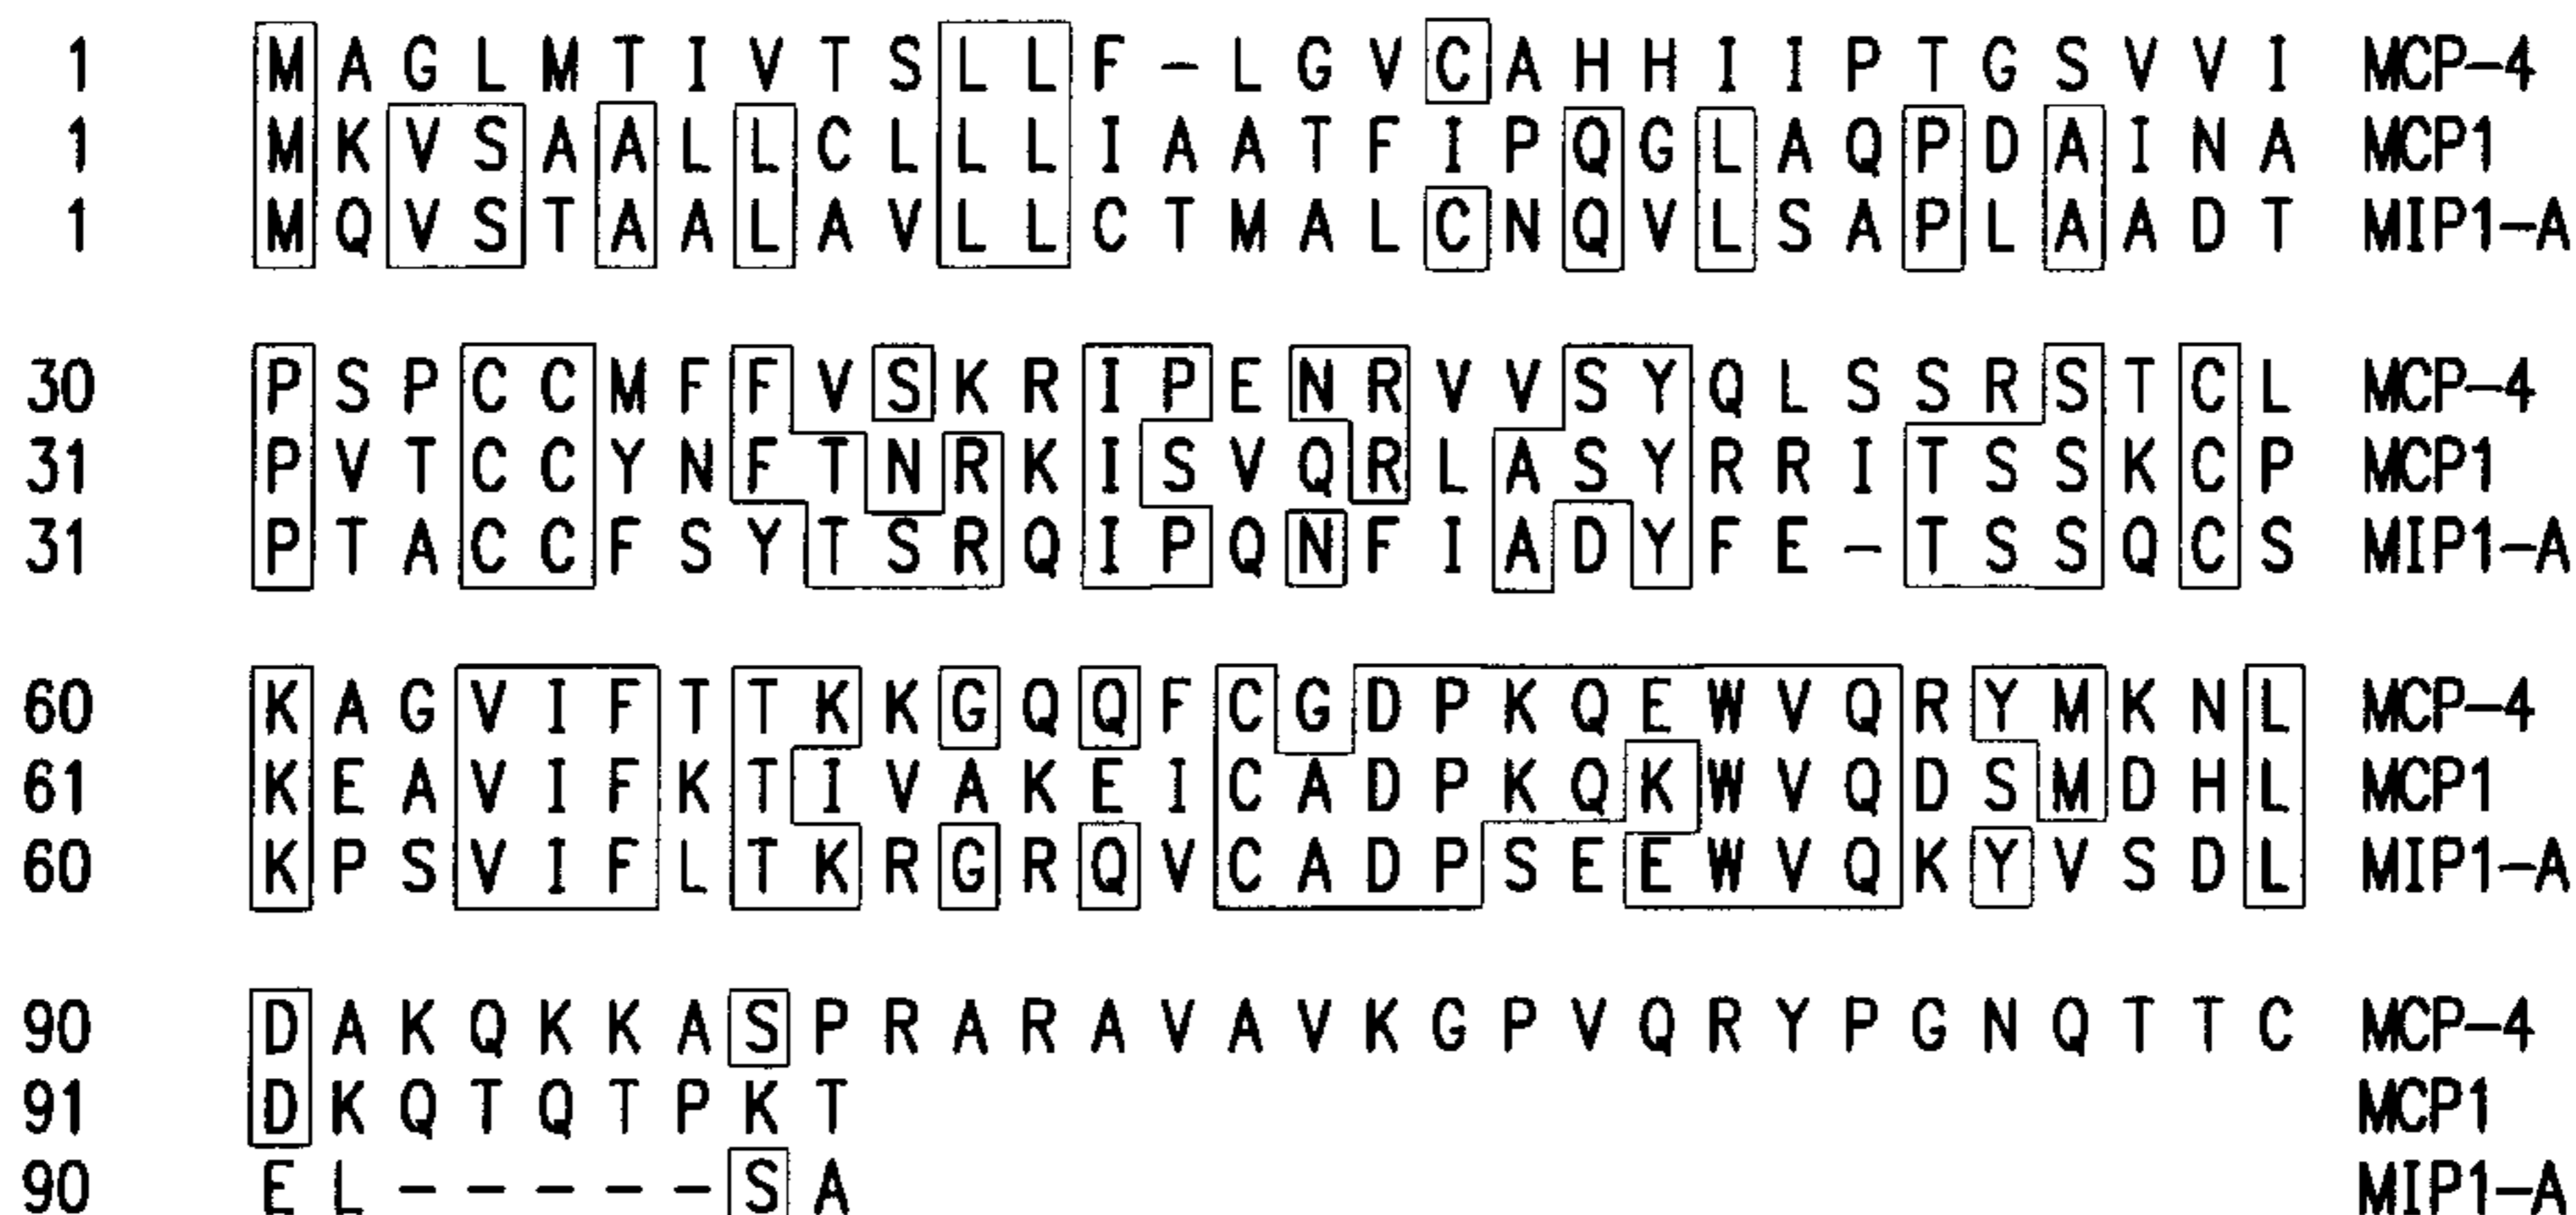 1 M A G L M T I V T S L L F - L G V C A H H I I P T G S V V I MCP-4
1 M K V S A A L L C L L L I A A T F I P Q G L A Q P D A I N A MCP1
1 M Q V S T A A L A V L L C T M A L C N Q V L S A P L A A D T MIP1-A
30 P S P C C M F F V S K R I P E N R V V S Y Q L S S R S T C L MCP-4
31 P V T C C Y N F T N R K I S V Q R L A S Y R R I T S S K C P MCP1
31 P T A C C F S Y T S R Q I P Q N F I A D Y F E - T S S Q C S MIP1-A
60 K A G V I F T T K K G Q Q F C G D P K Q E W V Q R Y M K N L MCP-4
61 K E A V I F K T I V A K E I C A D P K Q K W V Q D S M D H L MCP1
60 K P S V I F L T K R G R Q V C A D P S E E W V Q K Y V S D L MIP1-A
90 D A K Q K K A S P R A R A V A V K G P V Q R Y P G N Q T T C MCP-4
91 D K Q T Q T P K T MCP1
90 E L - - - - - S A MIP1-A